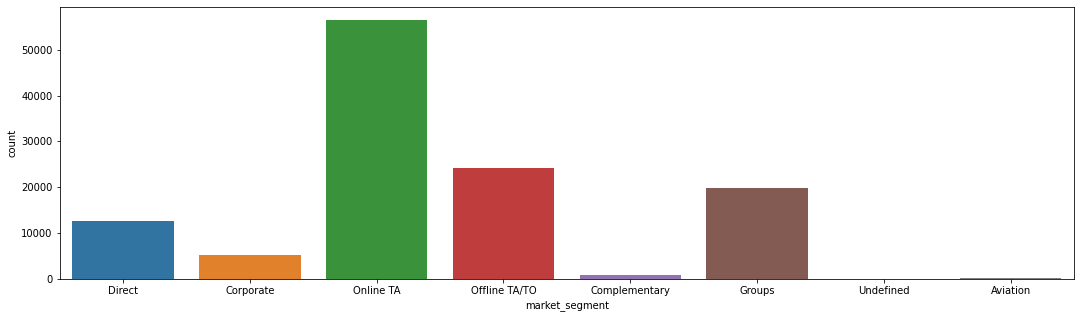 50000
40000
30000
20000
10000
0
count
Direct Corporate Online TA Offline TA/TO Complementary Groups Undefined Aviation
market_segment